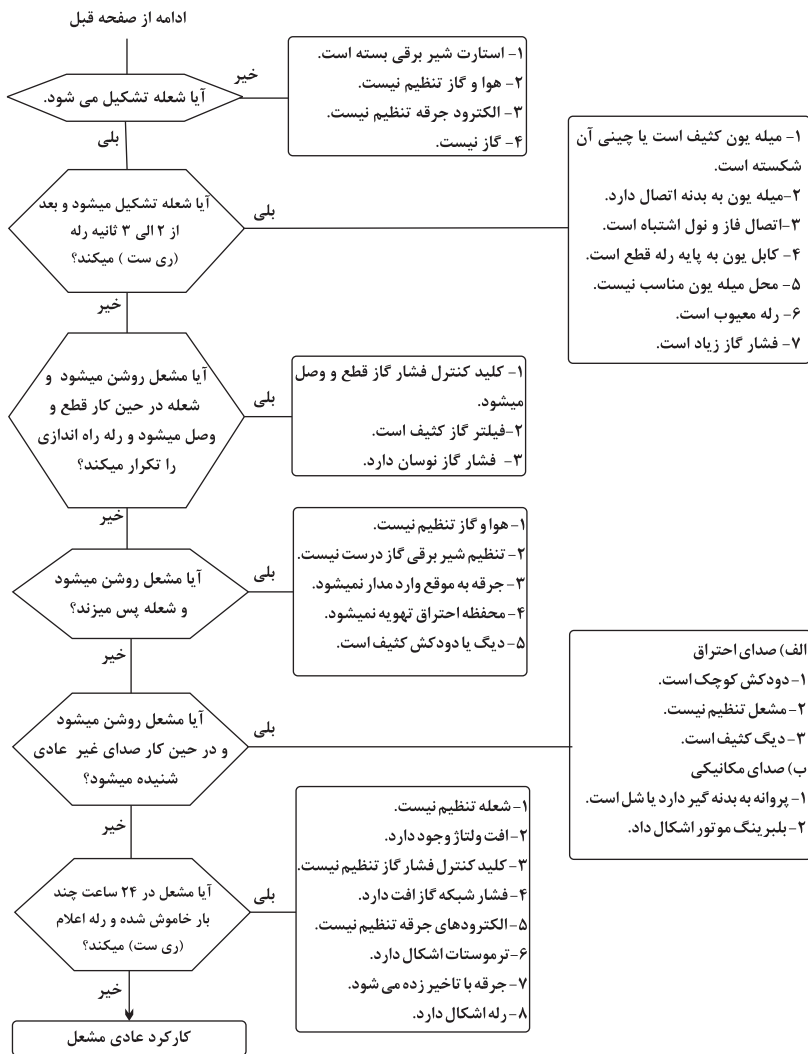 ادامه از صفحه قبل
آیا شعله تشکیل می شود.
خیر
۱- استارت شیر برقی بسته است.
۲- هوا و گاز تنظیم نیست.
۳- الکترود جرقه تنظیم نیست.
۴- گاز نیست.
بلی
آیا شعله تشکیل میشود و بعد
از ۲ الی ۳ ثانیه رله
(ری ست ) میکند؟
بلی
۱- میله یون کثیف است یا چینی آن
شکسته است.
۲-میله یون به بدنه اتصال دارد.
۳-اتصال فاز و نول اشتباه است.
۴- کابل یون به پایه رله قطع است.
۵- محل میله یون مناسب نیست.
۶- رله معیوب است.
۷- فشار گاز زیاد است.
خیر
آیا مشعل روشن میشود و
شعله در حین کار قطع و
وصل میشود و رله راه اندازی
را تکرار میکند؟
بلی
۱- کلید کنترل فشار گاز قطع و وصل
میشود.
۲-فیلتر گاز کثیف است.
۳- فشار گاز نوسان دارد.
خیر
آیا مشعل روشن میشود
و شعله پس میزند؟
بلی
۱-هوا و گاز تنظیم نیست.
۲- تنظیم شیر برقی گاز درست نیست.
۳- جرقه به موقع وارد مدار نمیشود.
۴- محفظه احتراق تهویه نمیشود.
۵- دیگ یا دودکش کثیف است.
خیر
آیا مشعل روشن میشود
و در حین کار صدای غیر عادی
شنیده میشود؟
بلی
الف) صدای احتراق
۱- دودکش کوچک است.
۲- مشعل تنظیم نیست.
۳- دیگ کثیف است.
ب) صدای مکانیکی
۱- پروانه به بدنه گیر دارد یا شل است.
۲- بلبرینگ موتور اشکال داد.
خیر
آیا مشعل در ۲۴ ساعت چند
بار خاموش شده و رله اعلام
(ری ست) میکند؟
بلی
۱- شعله تنظیم نیست.
۲-افت ولتاژ وجود دارد.
۳- کلید کنترل فشار گاز تنظیم نیست.
۴- فشار شبکه گاز افت دارد.
۵- الکترودهای جرقه تنظیم نیست.
۶- ترموستات اشکال دارد.
۷- جرقه با تاخیر زده می شود.
۸- رله اشکال دارد.
خیر
کارکرد عادی مشعل